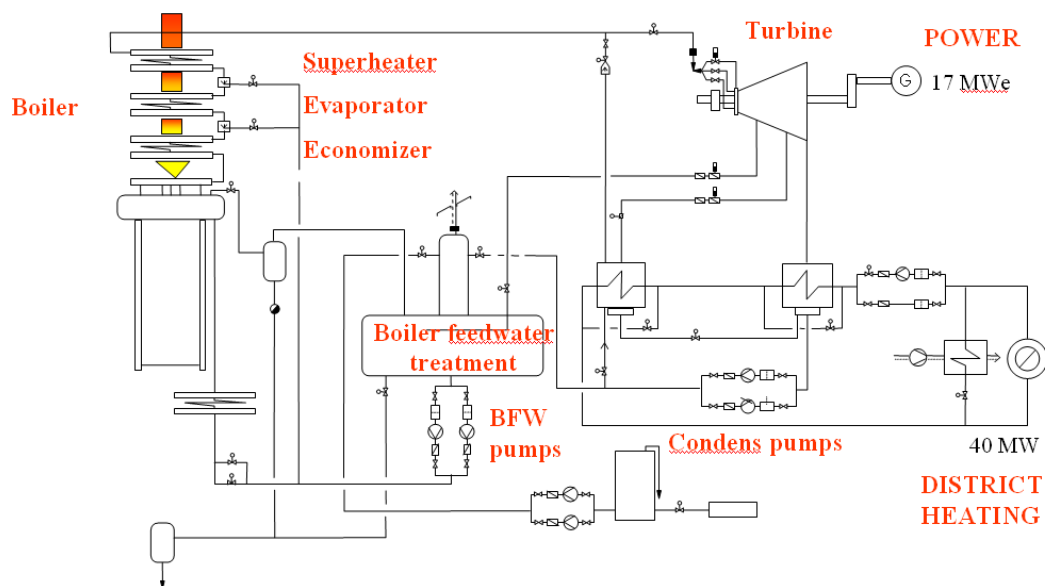 Turbine
POWER
G
17 MWe
Superheater
Boiler
Evaporator
Economizer
Boiler feedwater
treatment
BFW
pumps
Condens pumps
40 MW
DISTRICT
HEATING